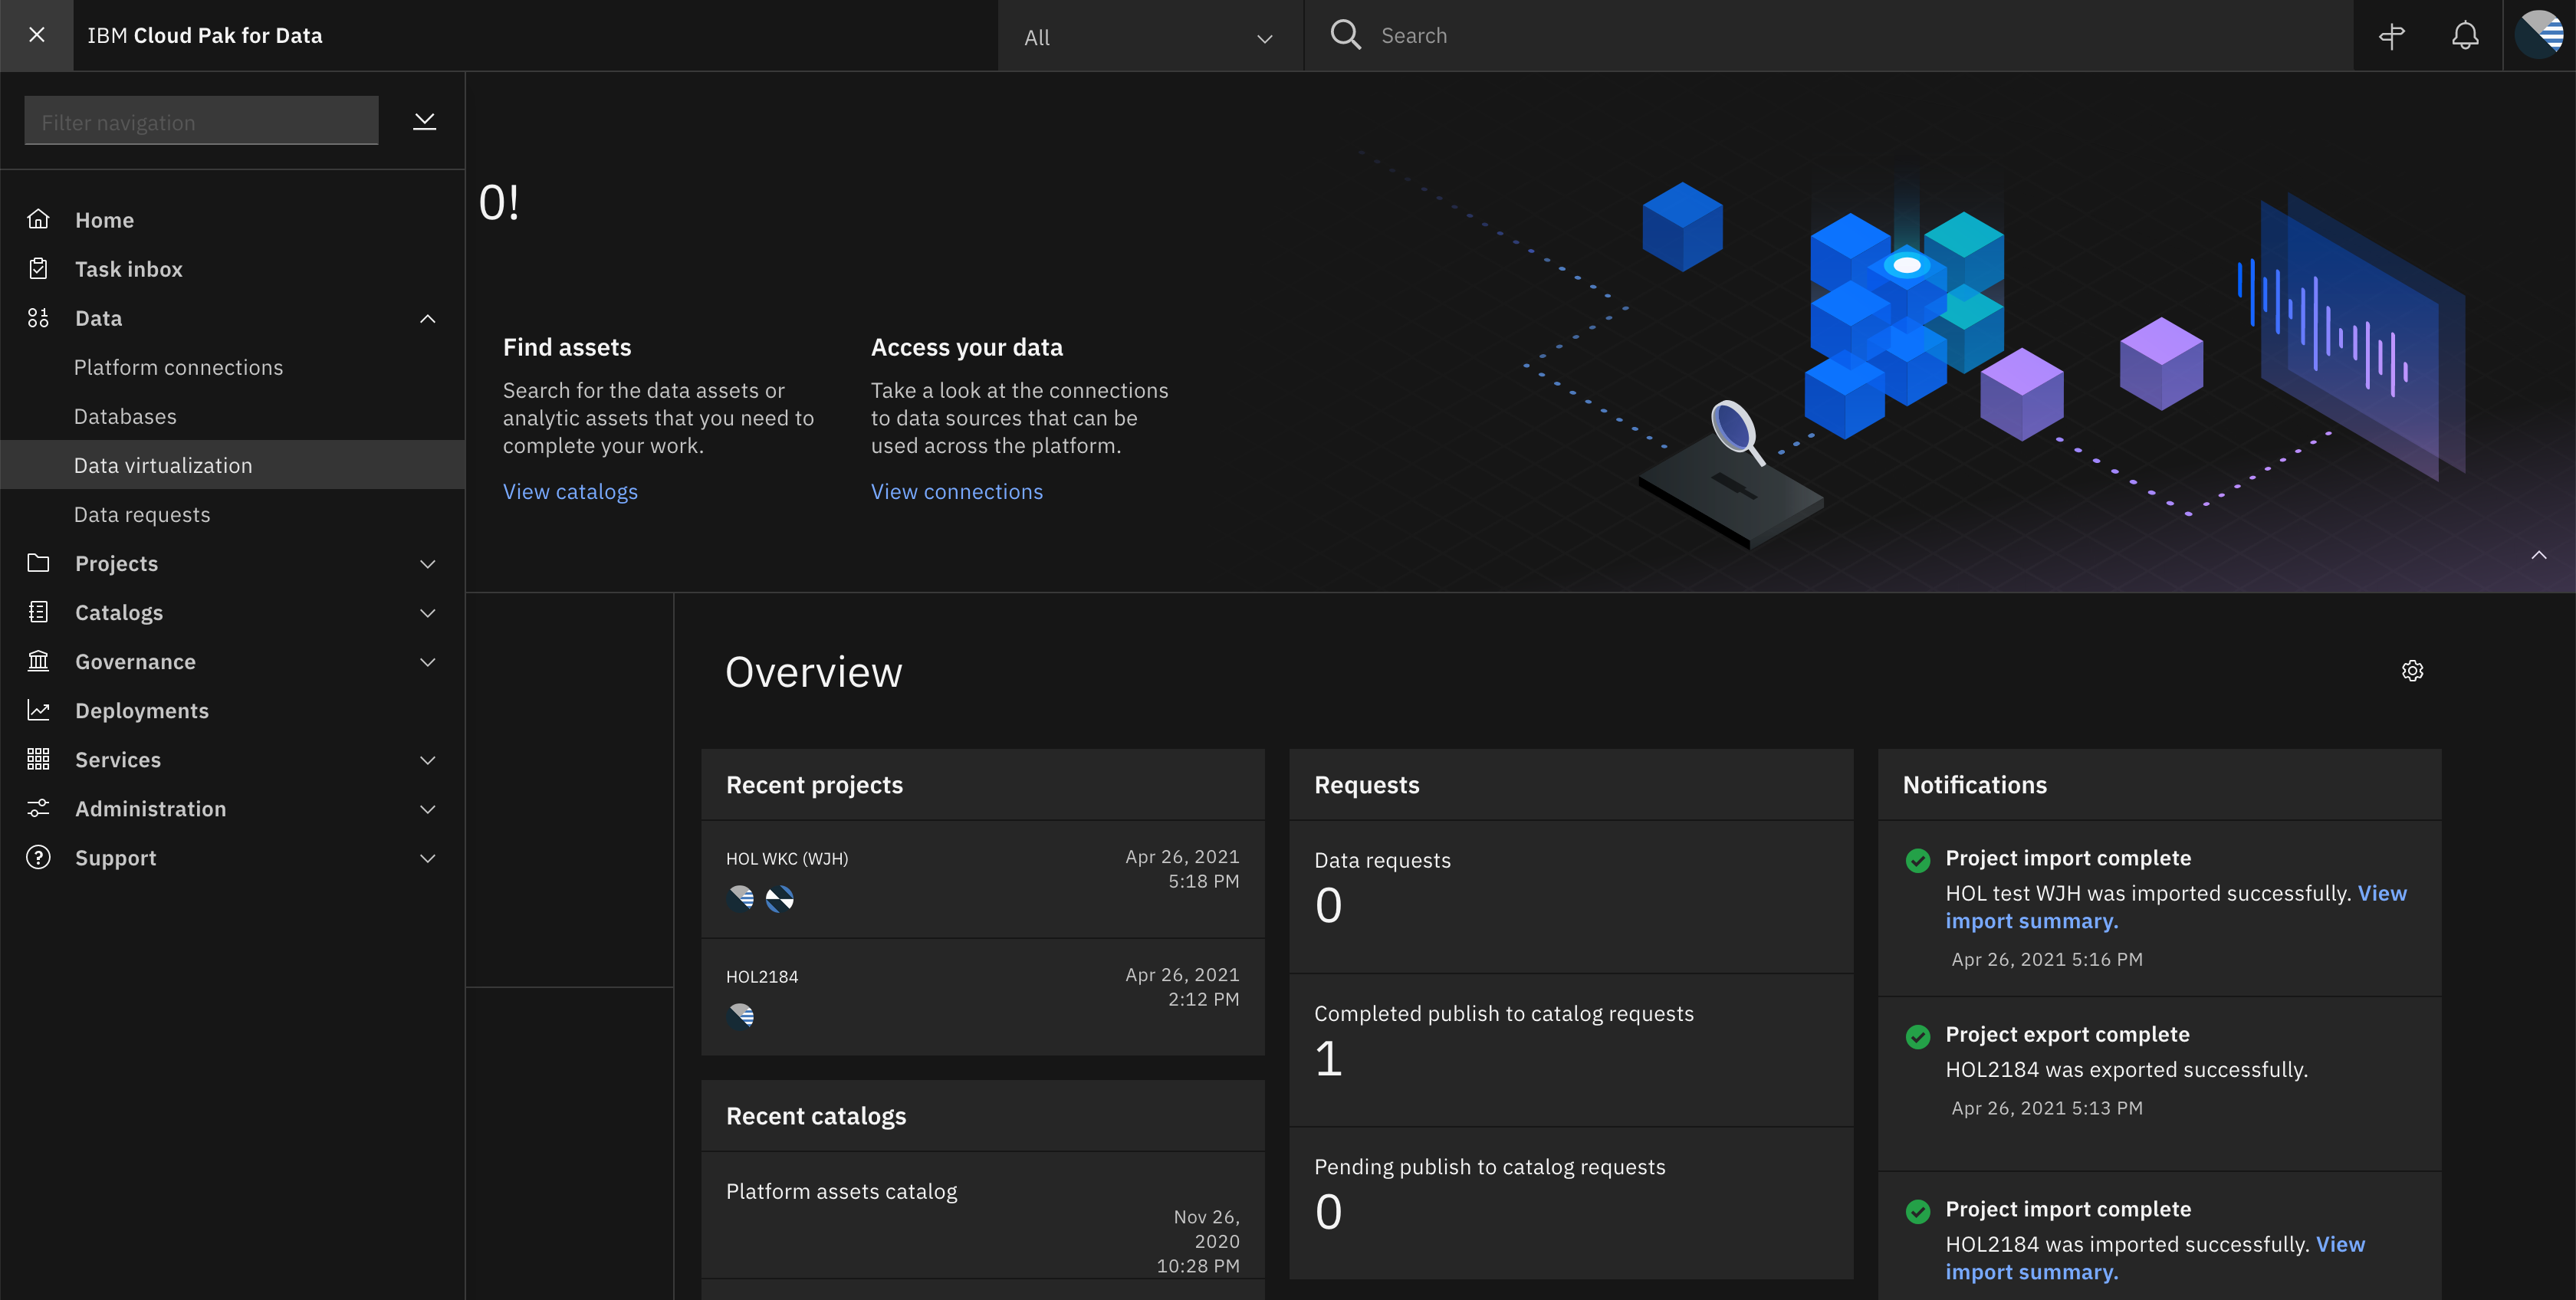 IBM Cloud Pak for Data
All
Search
Filter navigation
Home
Task inbox
Data
Platform connections
Databases
Data virtualization
Data requests
Projects
Catalogs
Governance
Deployments
Services
Administration
Support
0!
Find assets
Search for the data assets or
analytic assets that you need to
complete your work.
View catalogs
Access your data
Take a look at the connections
to data sources that can be
used across the platform.
View connections
Overview
Recent projects
HOL WKC (WJH)
Apr 26, 2021
5:18 PM
HOL2184
Apr 26, 2021
2:12 PM
Recent catalogs
Platform assets catalog
Nov 26,
2020
10:28 PM
Requests
Data requests
0
Completed publish to catalog requests
1
Pending publish to catalog requests
0
Notifications
Project import complete
HOL test WJH was imported successfully. View
import summary.
Apr 26, 2021 5:16 PM
Project export complete
HOL2184 was exported successfully.
Apr 26, 2021 5:13 PM
Project import complete
HOL2184 was imported successfully. View
import summary.